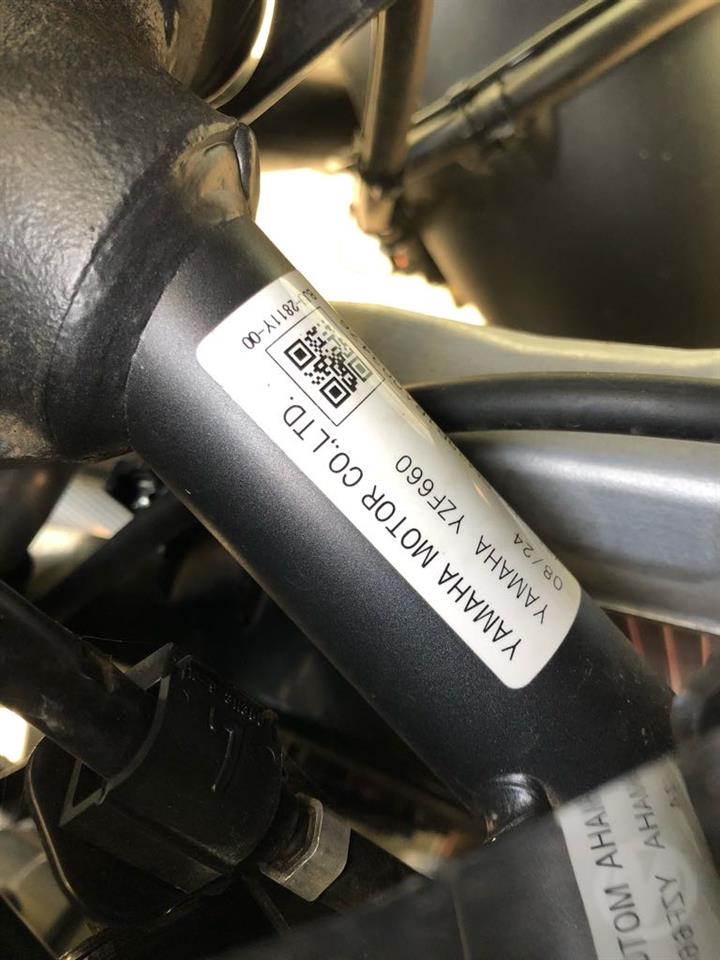 YAMAHA MOTOR CO.,LTD.
YAMAHA YZF660
08/24
2811Y-00